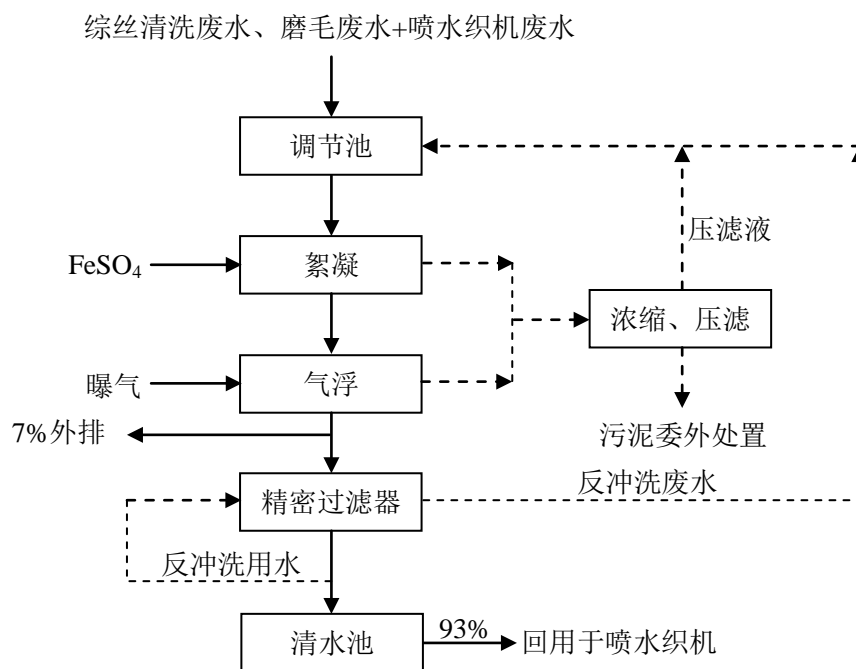 综丝清洗废水、磨毛废水+喷水织机废水
调节池
压滤液
FeSO₄
絮凝
浓缩、压滤
曝气
气浮
7%外排
污泥委外处置
精密过滤器
反冲洗废水
反冲洗用水
清水池
93%
回用于喷水织机